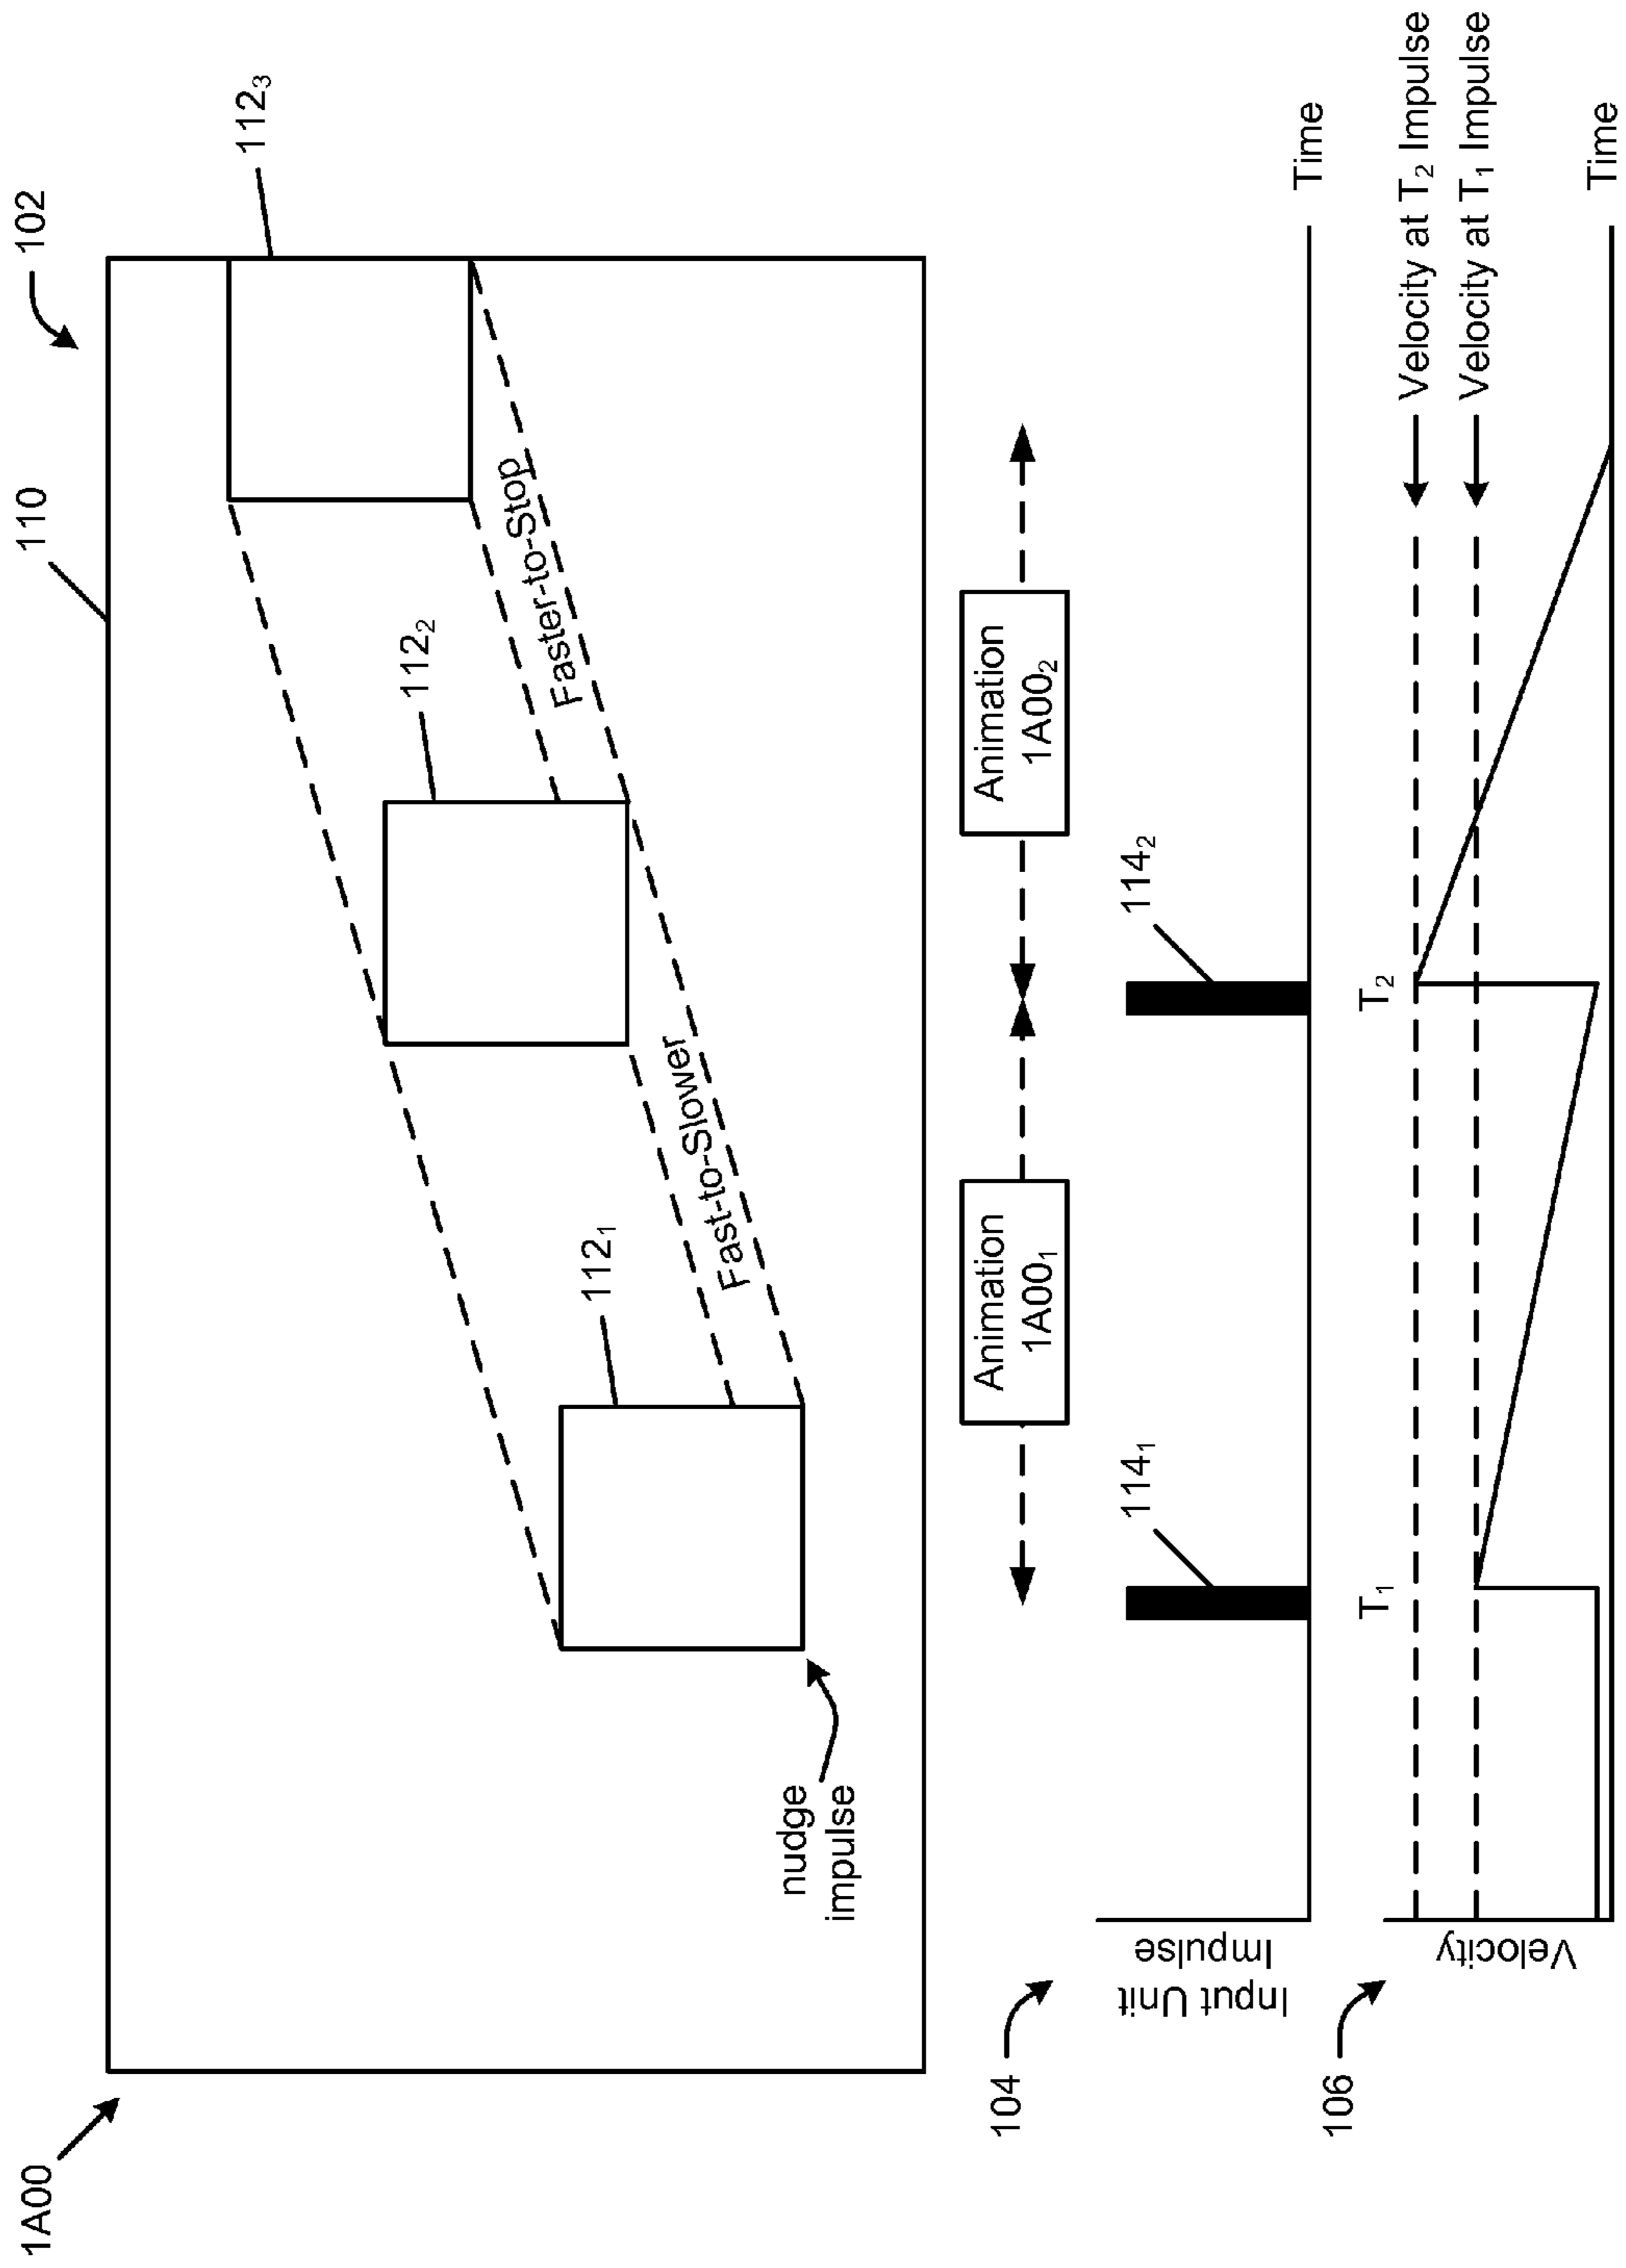 1A00
110
102
112₁
112₂
112₃
Fast-to-Slower
Faster-to-Stop
nudge
impulse
Animation
1A00₁
Animation
1A00₂
104
Input Unit
Impulse
114₁
114₂
Time
106
Velocity
T₁
T₂
Velocity at T₂ Impulse
Velocity at T₁ Impulse
Time